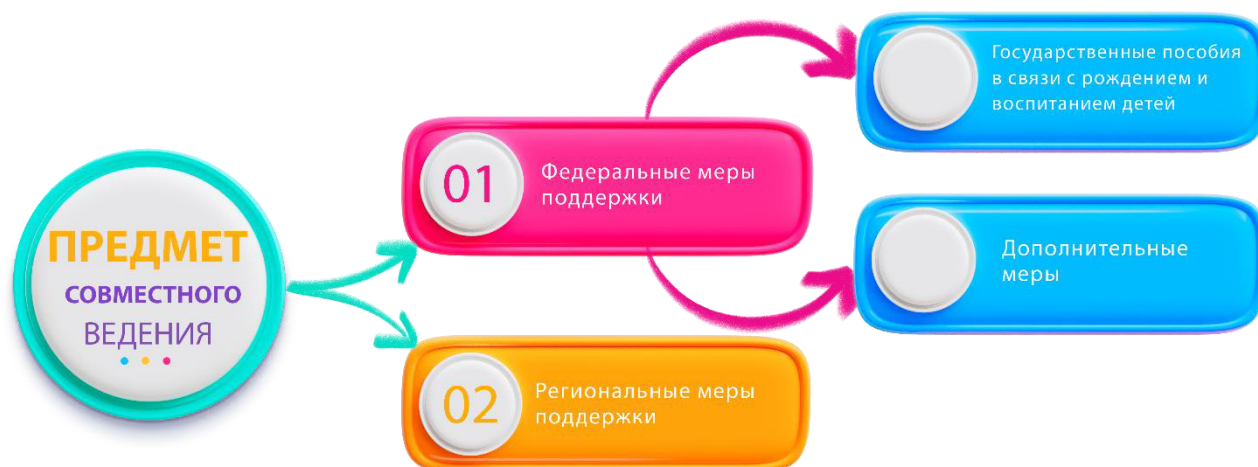 ПРЕДМЕТ
СОВМЕСТНОГО
ВЕДЕНИЯ
01
Федеральные меры
поддержки
Государственные пособия
в связи с рождением и
воспитанием детей
Дополнительные
меры
02
Региональные меры
поддержки